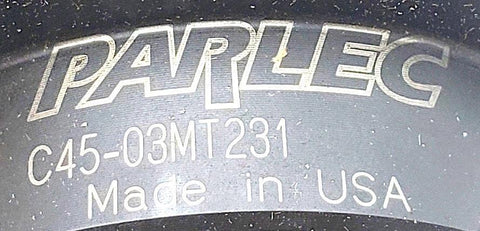 PARLEC
C45-03MT231
Made in USA